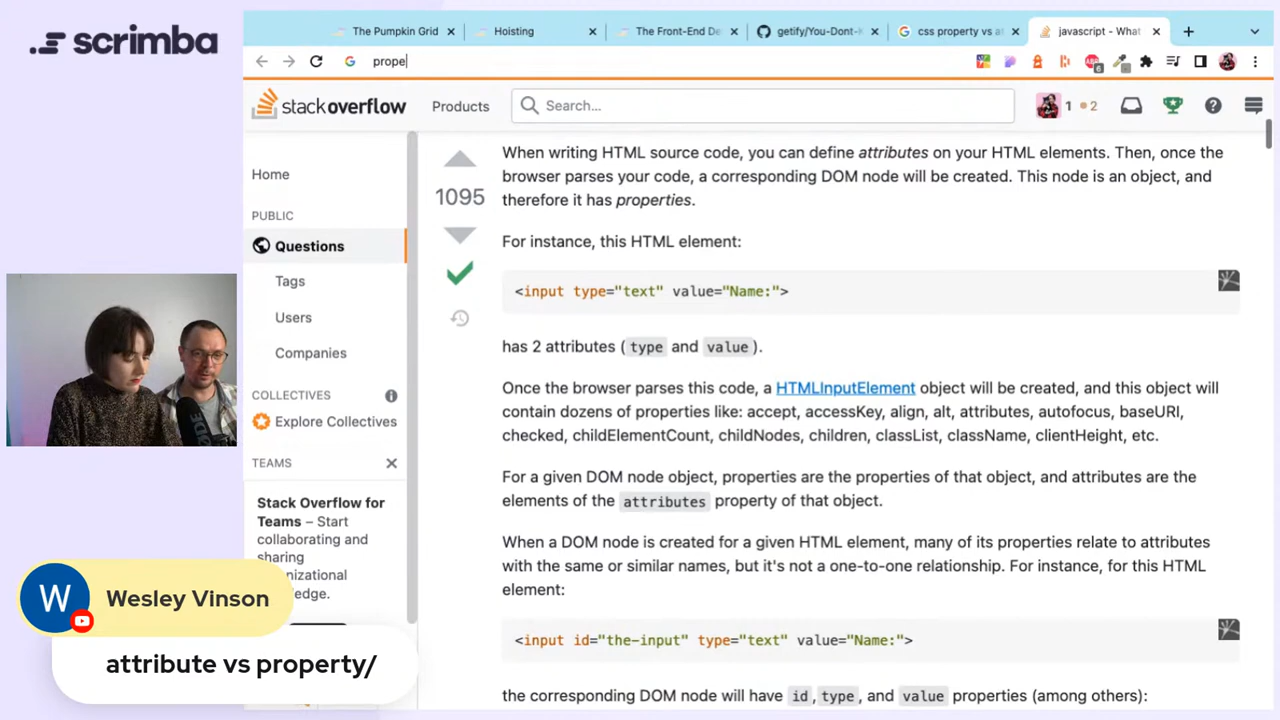 scrimba
The Pumpkin Grid
Hoisting
The Front-End De
getify/You-Dont-
css property vs a
javascript - What
prope
6
stackoverflow
Products
Search...
1
2
Home
PUBLIC
Questions
Tags
Users
Companies
COLLECTIVES
Explore Collectives
TEAMS
Stack Overflow for
Teams – Start
collaborating and
sharing
nizational
ledge.
1095
When writing HTML source code, you can define attributes on your HTML elements. Then, once the
browser parses your code, a corresponding DOM node will be created. This node is an object, and
therefore it has properties.
For instance, this HTML element:
<input type="text" value="Name:">
has 2 attributes ( type and value ).
Once the browser parses this code, a HTMLInputElement object will be created, and this object will
contain dozens of properties like: accept, accessKey, align, alt, attributes, autofocus, baseURI,
checked, childElementCount, childNodes, children, classList, className, clientHeight, etc.
For a given DOM node object, properties are the properties of that object, and attributes are the
elements of the attributes property of that object.
When a DOM node is created for a given HTML element, many of its properties relate to attributes
with the same or similar names, but it's not a one-to-one relationship. For instance, for this HTML
element:
<input id="the-input" type="text" value="Name:">
the corresponding DOM node will have id , type , and value properties (among others):
W
Wesley Vinson
attribute vs property/